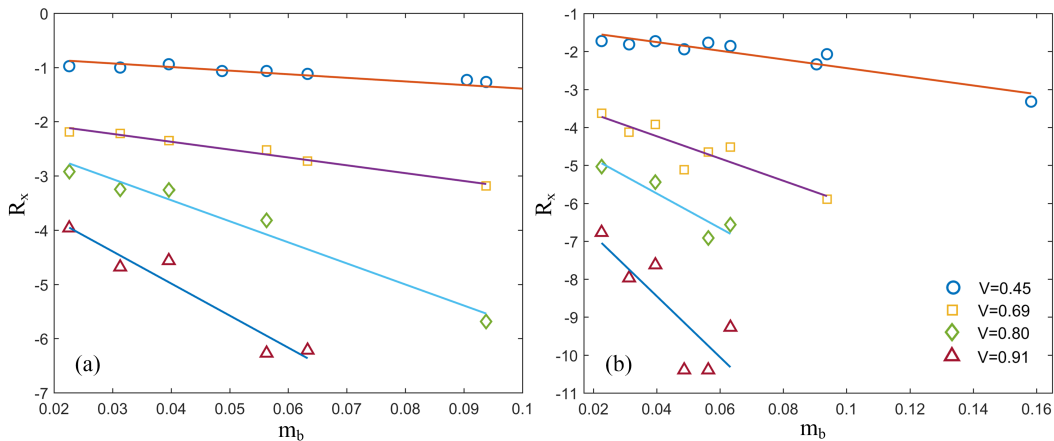 0
-1
-2
-3
-4
-5
-6
-7
R_x
(a)
0.02 0.03 0.04 0.05 0.06 0.07 0.08 0.09 0.1
m_b
-1
-2
-3
-4
-5
-6
-7
-8
-9
-10
-11
R_x
V=0.45
V=0.69
V=0.80
V=0.91
(b)
0.02 0.04 0.06 0.08 0.1 0.12 0.14 0.16
m_b